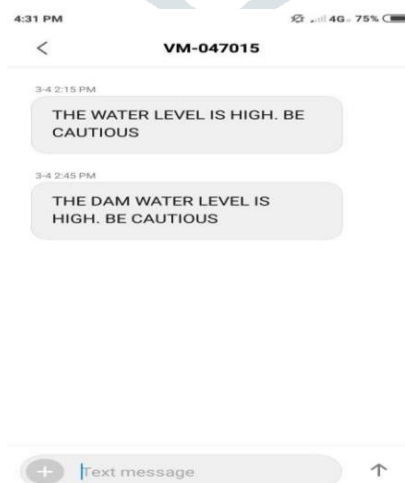 4:31 PM 4G 75%
VM-047015
3-4 2:15 PM
THE WATER LEVEL IS HIGH. BE
CAUTIOUS
3-4 2:45 PM
THE DAM WATER LEVEL IS
HIGH. BE CAUTIOUS
Text message